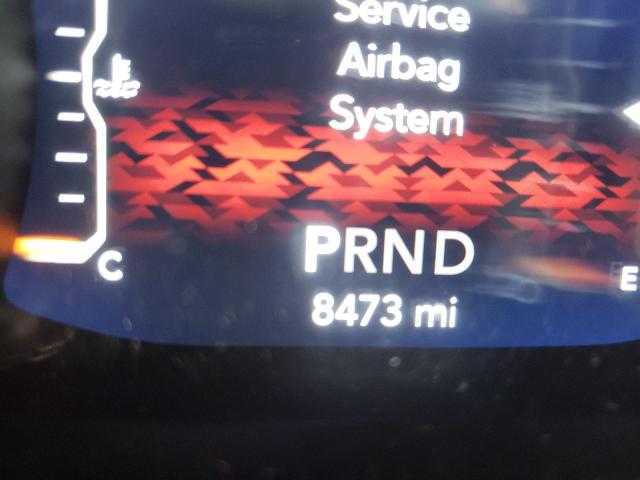 Service
Airbag
System
PRND
C
E
8473 mi